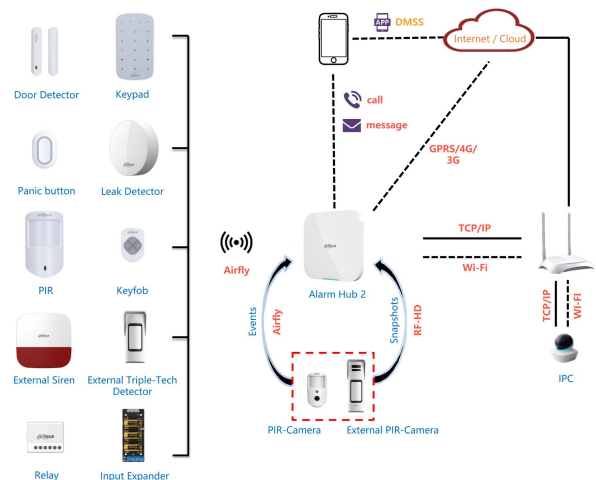 APP DMSS
Internet / Cloud
Door Detector
Keypad
call
message
GPRS/4G/
3G
Panic button
Leak Detector
alhua
Airfly
TCP/IP
Wi-Fi
Alarm Hub 2
PIR
Keyfob
Events
Airfly
Snapshots
RF-HD
TCP/IP
WI-FI
IPC
External Siren
External Triple-Tech
Detector
PIR-Camera
External PIR-Camera
Relay
Input Expander